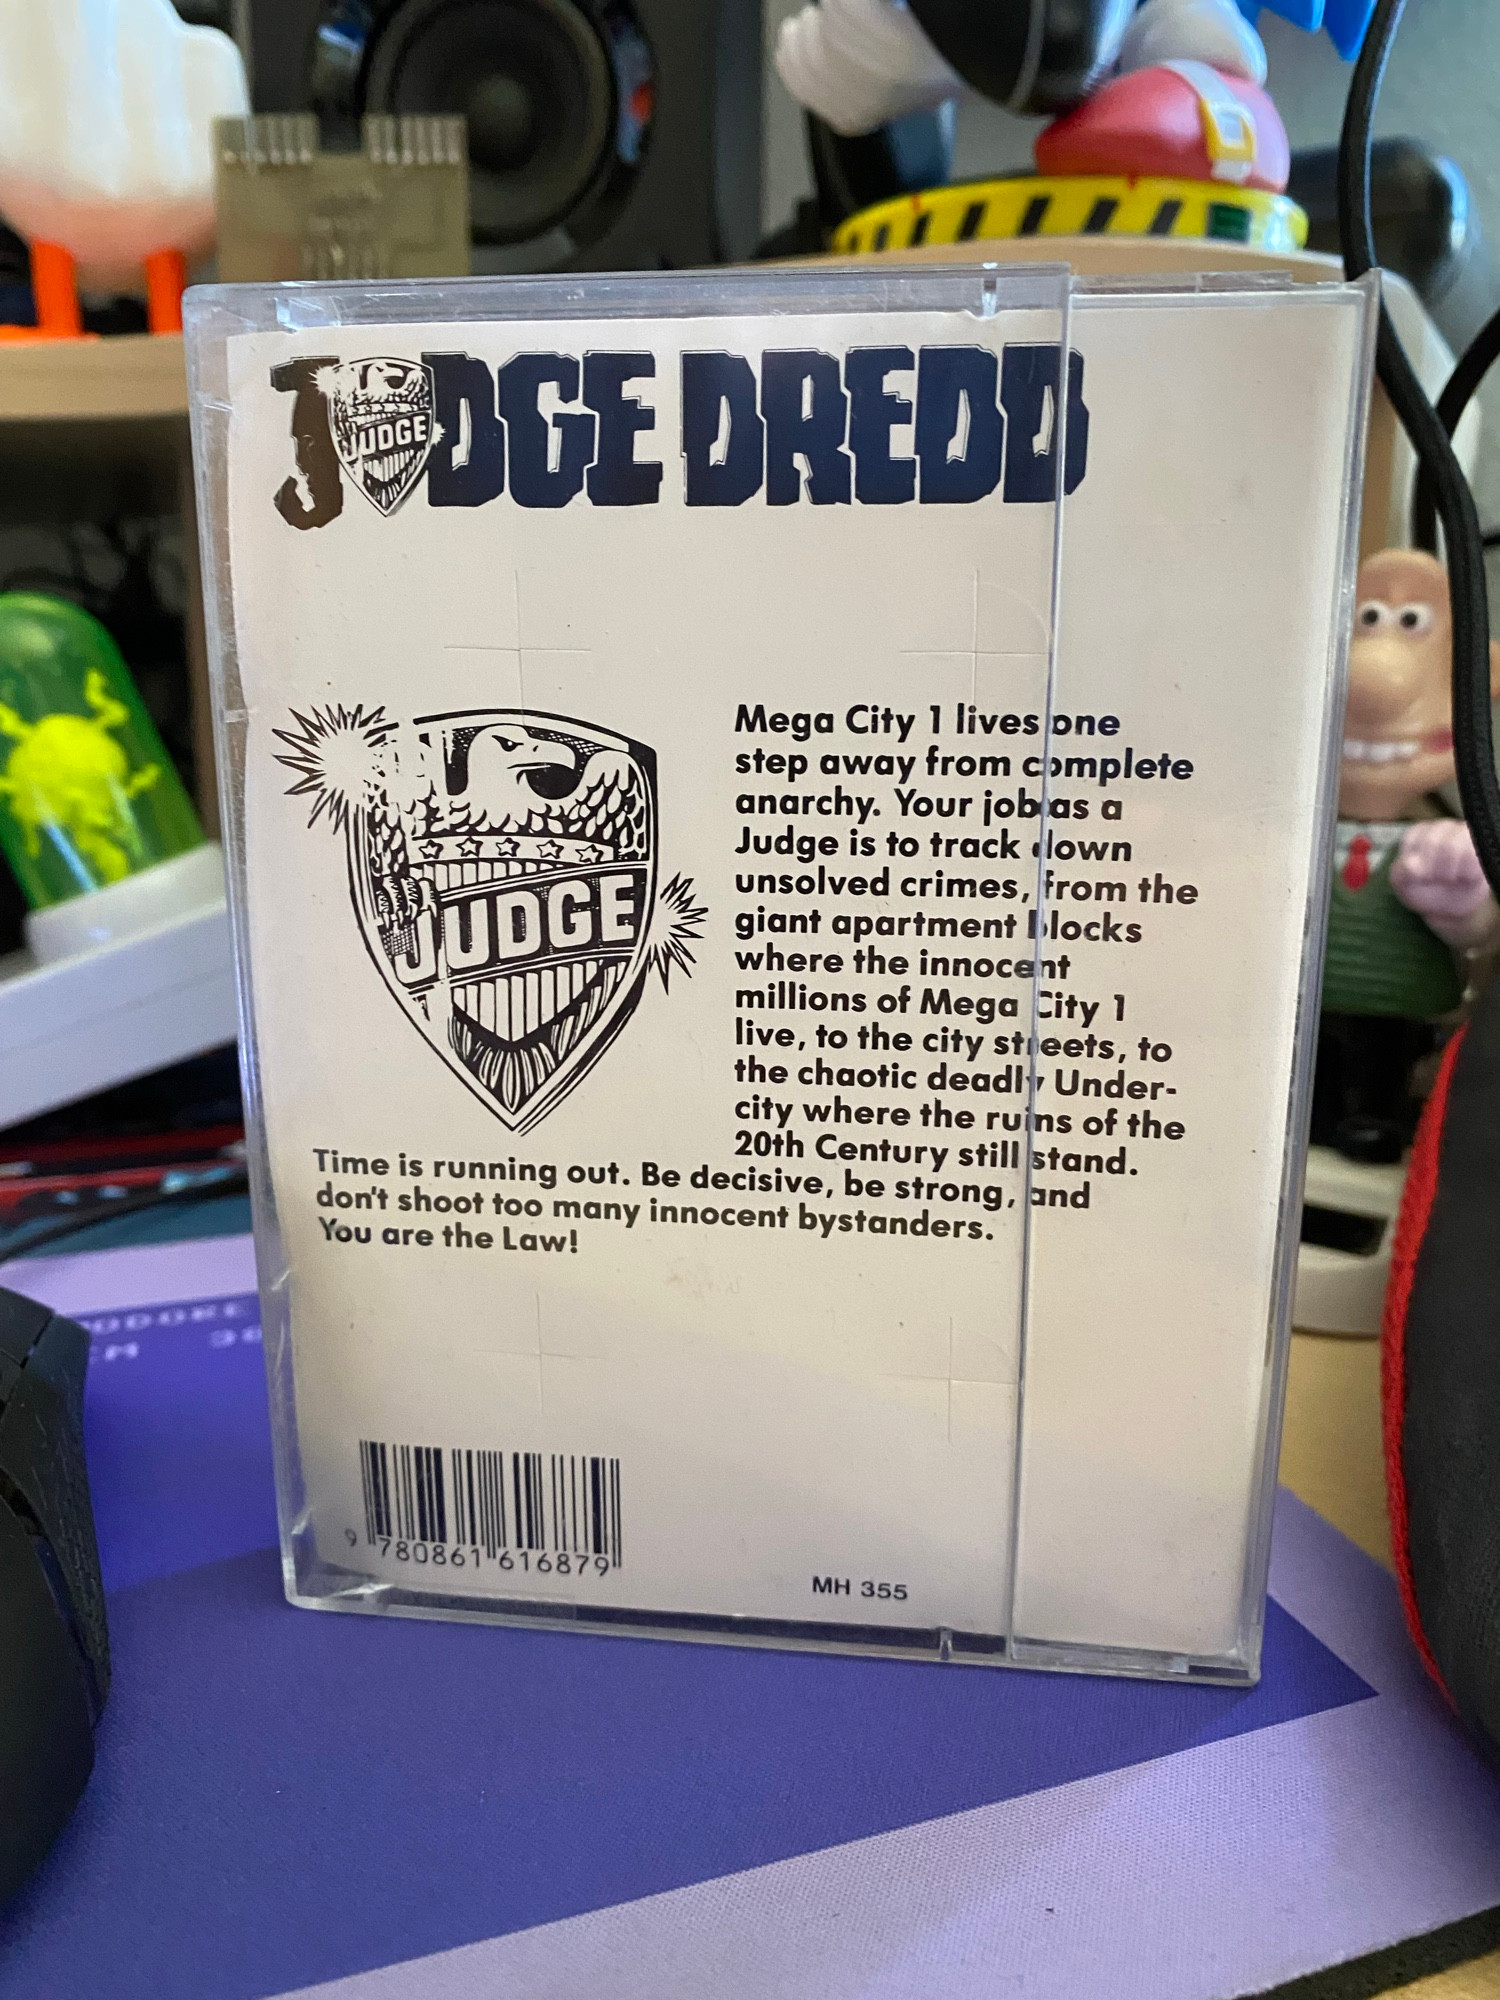 JUDGE DREDD
JUDGE
Mega City 1 lives one
step away from complete
anarchy. Your job as a
Judge is to track down
unsolved crimes, from the
giant apartment blocks
where the innocent
millions of Mega City 1
live, to the city streets, to
the chaotic deadly Under-
city where the ruins of the
20th Century still stand.
JUDGE
Time is running out. Be decisive, be strong, and
don't shoot too many innocent bystanders.
You are the Law!
9 780861 616879
MH 355